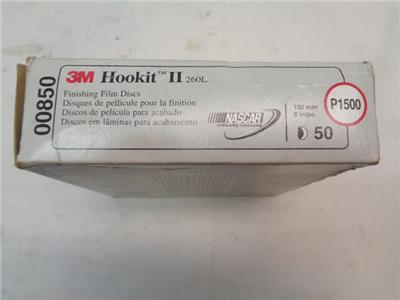 00850
3M Hookit™ II 260L
Finishing Film Discs
Disques de pellicule pour la finition
Discos de película para acabado
Discos em lâminas para acabamento
NASCAR
152 mm
6 in/po
50
P1500